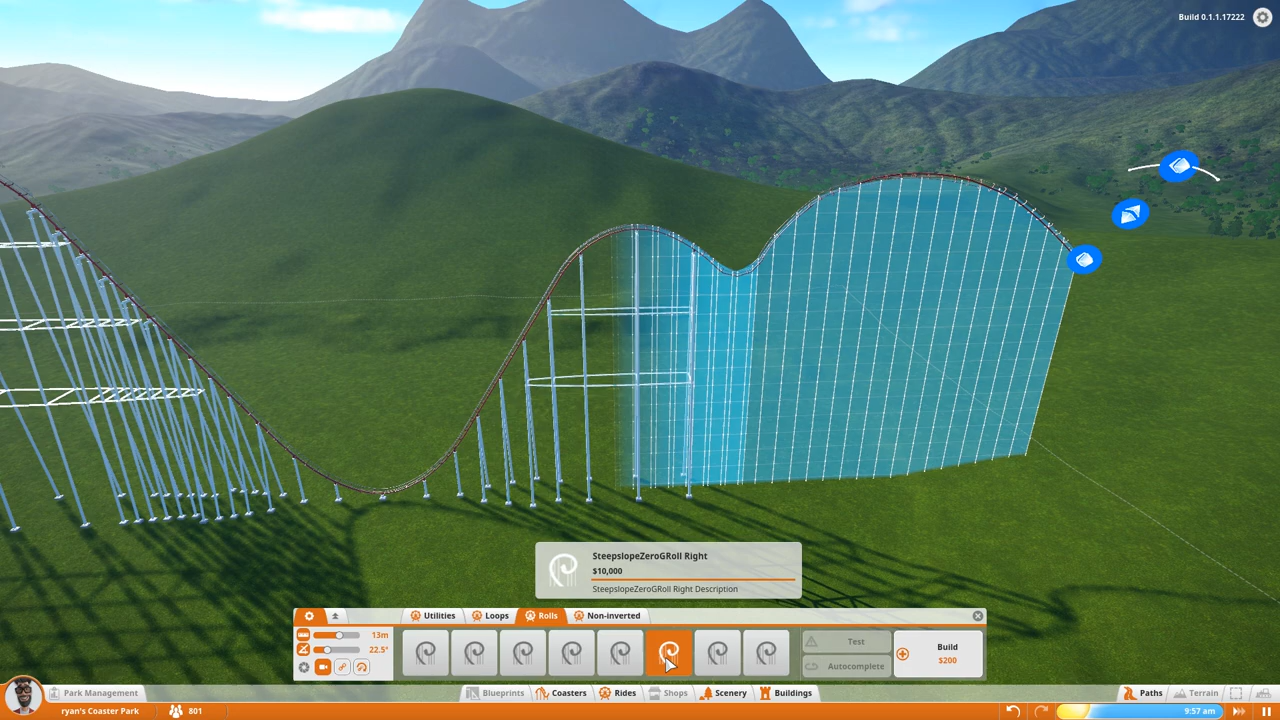 Build 0.1.1.17222
SteepslopeZeroGRoll Right
$10,000
SteepslopeZeroGRoll Right Description
Utilities
Loops
Rolls
Non-inverted
13m
22.5°
Test
Autocomplete
Build
$200
Park Management
Blueprints
Coasters
Rides
Shops
Scenery
Buildings
Paths
Terrain
ryan's Coaster Park
801
9:57 am